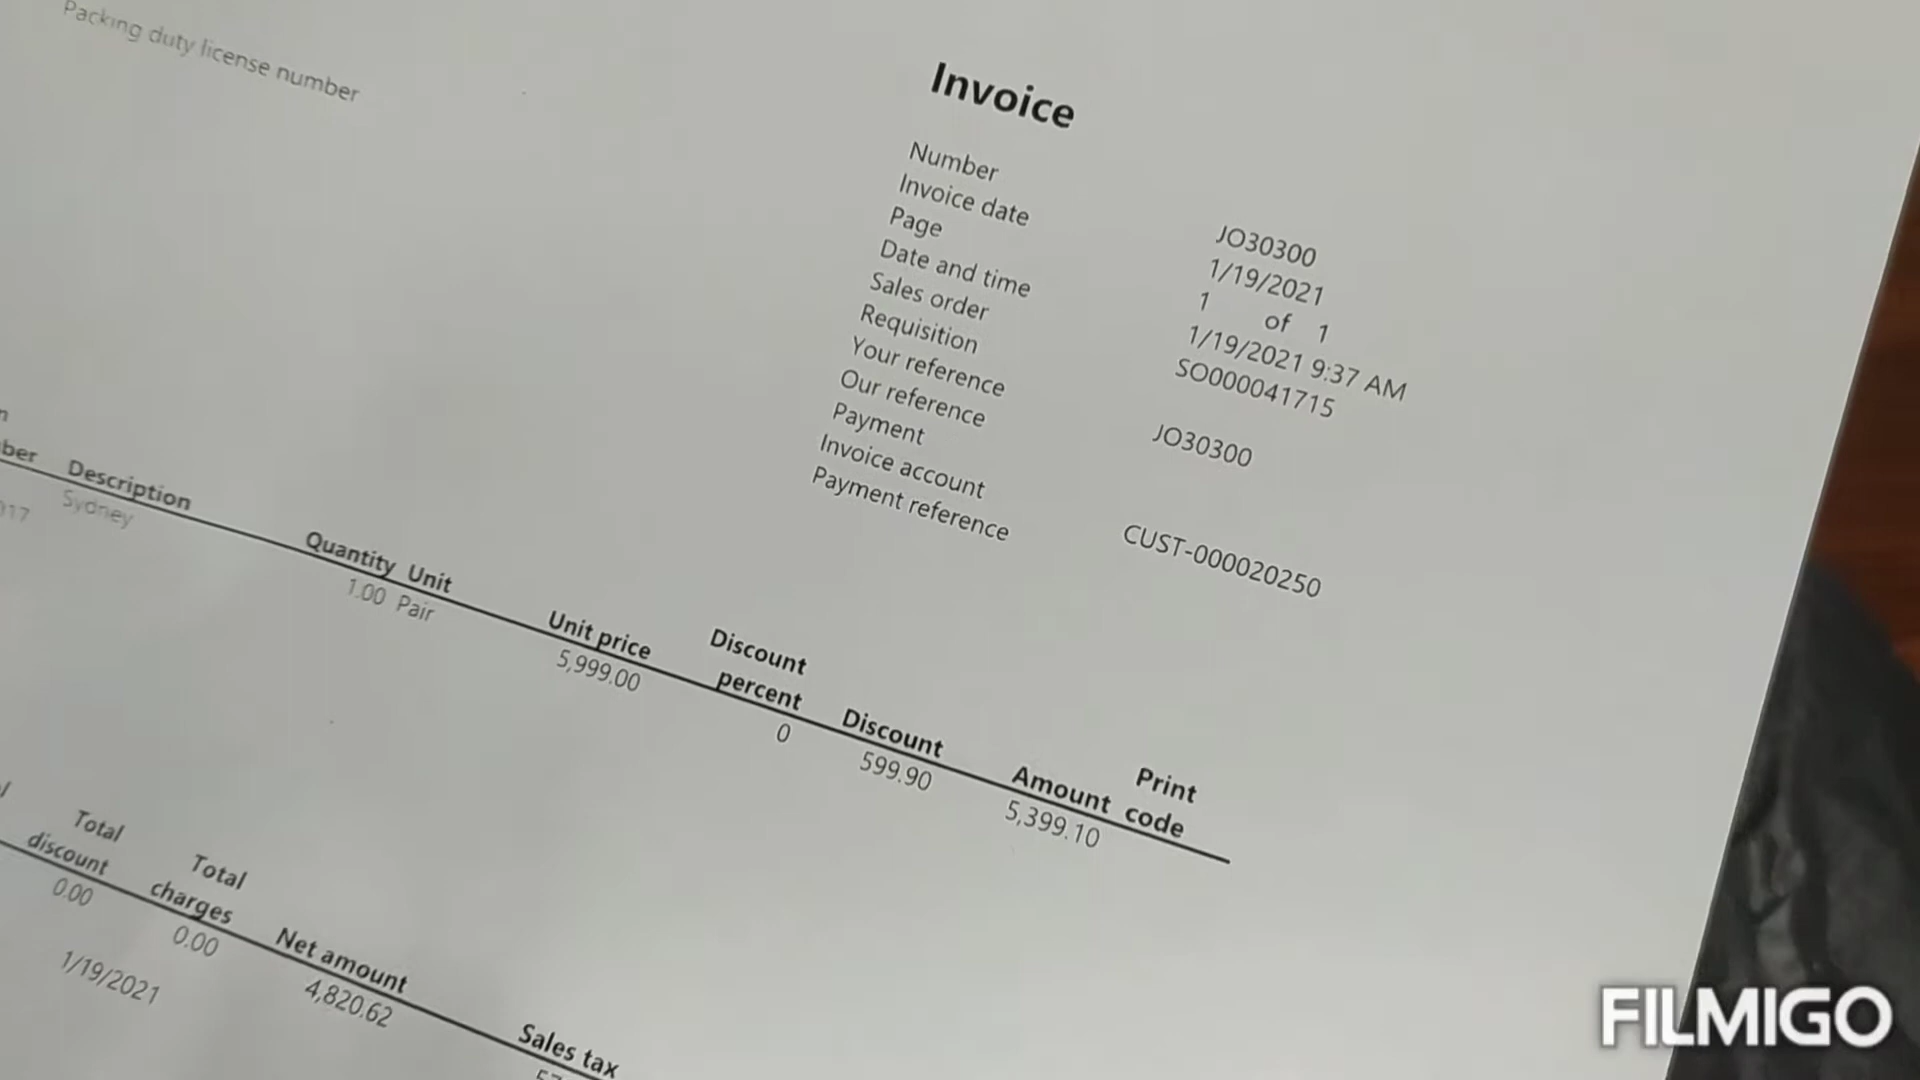 Packing duty license number
Invoice
Number JO30300
Invoice date 1/19/2021
Page 1 of 1
Date and time 1/19/2021 9:37 AM
Sales order SO000041715
Requisition
Your reference JO30300
Our reference
Payment
Invoice account CUST-000020250
Payment reference
Description Quantity Unit Unit price Discount percent Discount Amount Print code
Sydney 1.00 Pair 5,999.00 0 599.90 5,399.10
Total discount Total charges Net amount Sales tax
0.00 0.00 4,820.62
1/19/2021
FILMIGO